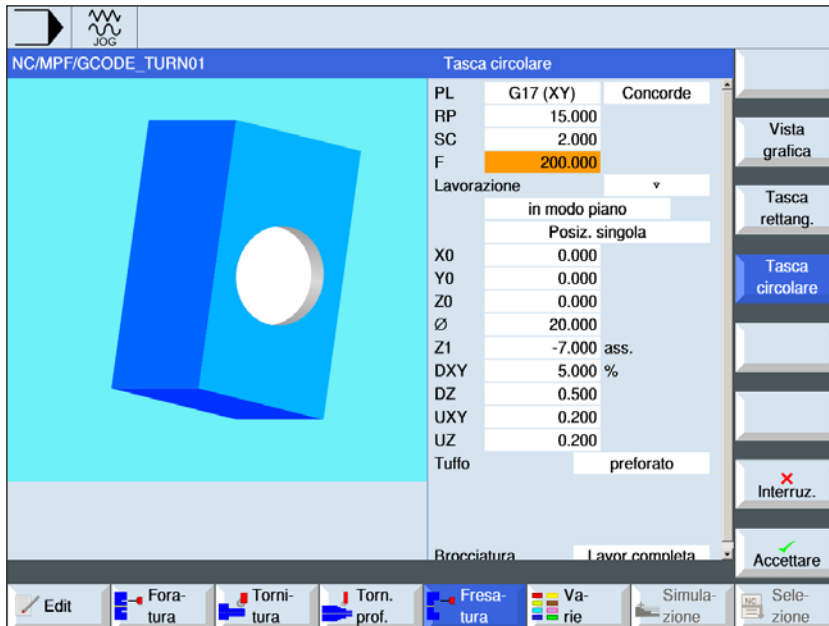 JOG
NC/MPF/GCODE_TURN01
Tasca circolare
PL G17 (XY) Concorde
RP 15.000
SC 2.000
F 200.000
Lavorazione ▿
in modo piano
Posiz. singola
X0 0.000
Y0 0.000
Z0 0.000
Ø 20.000
Z1 -7.000 ass.
DXY 5.000 %
DZ 0.500
UXY 0.200
UZ 0.200
Tuffo preforato
Brocciatura Lavor completa
Vista
grafica
Tasca
rettang.
Tasca
circolare
Interruz.
Accettare
Edit
Fora-
tura
Torni-
tura
Torn.
prof.
Fresa-
tura
Va-
rie
Simula-
zione
NC
Sele-
zione